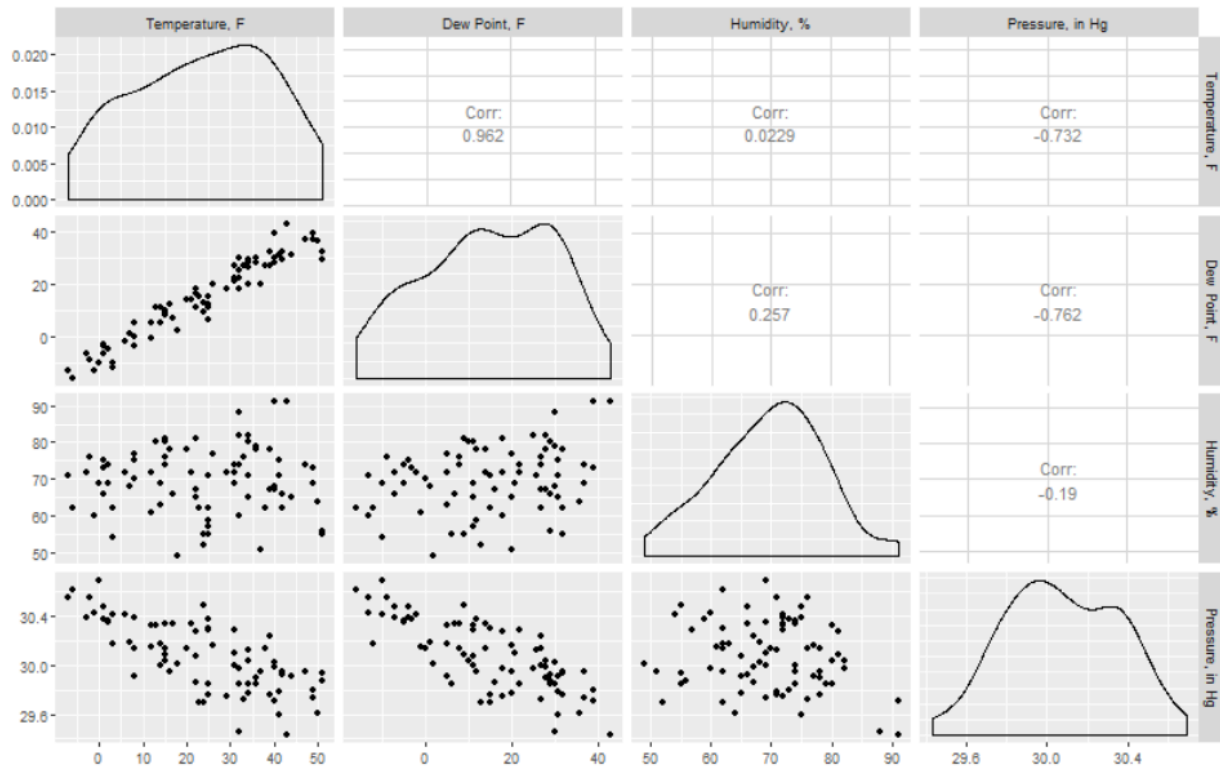 Temperature, F
Dew Point, F
Humidity, %
Pressure, in Hg
0.020
0.015
0.010
0.005
0.000
Corr:
0.962
Corr:
0.0229
Corr:
-0.732
Temperature, F
40
20
0
Corr:
0.257
Corr:
-0.762
Dew Point, F
90
80
70
60
50
Corr:
-0.19
Humidity, %
30.4
30.0
29.6
Pressure, in Hg
0 10 20 30 40 50
0 20 40
50 60 70 80 90
29.6 30.0 30.4